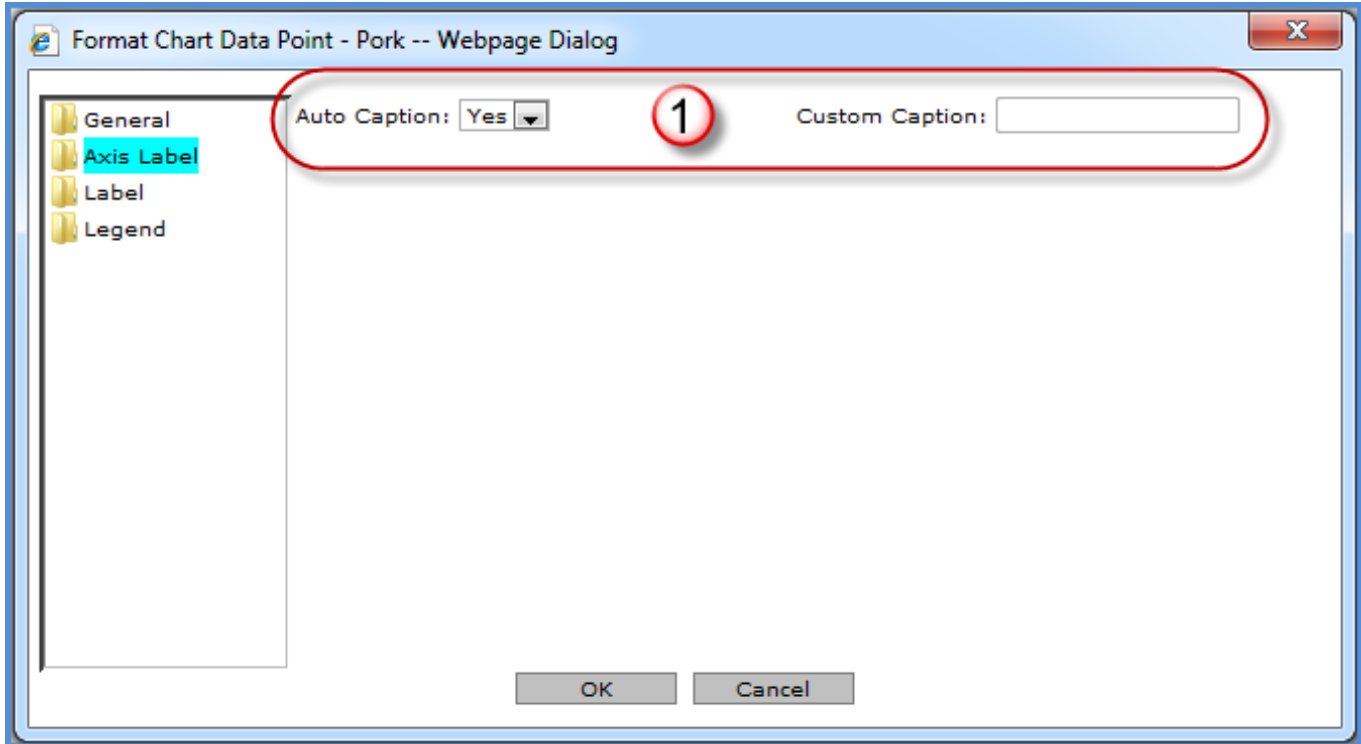 Format Chart Data Point - Pork -- Webpage Dialog
General
Axis Label
Label
Legend
Auto Caption: Yes
1
Custom Caption:
OK
Cancel